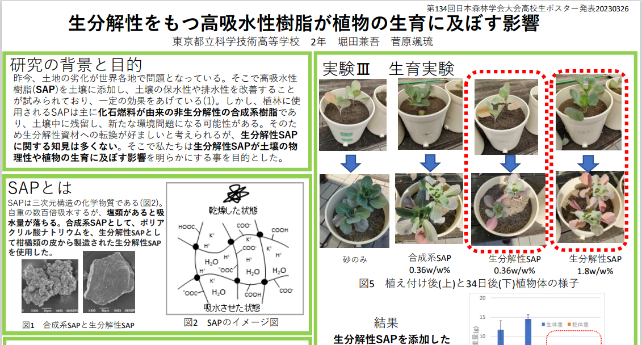 第134回日本森林学会大会高校生ポスター発表20230326
生分解性をもつ高吸水性樹脂が植物の生育に及ぼす影響
東京都立科学技術高等学校　2年　堀田兼吾　菅原颯琉
研究の背景と目的
昨今、土地の劣化が世界各地で問題となっている。そこで高吸水性
樹脂(SAP)を土壌に添加し、土壌の保水性や排水性を改善すること
が試みられており、一定の効果をあげている(1)。しかし、植林に使
用されるSAPは主に化石燃料が由来の非生分解性の合成系樹脂であ
り、土壌中に残留し、新たな環境問題になる可能性がある。そのた
め生分解性資材への転換が好ましいと考えられるが、生分解性SAP
に関する知見は多くない。そこで私たちは生分解性SAPが土壌の物
理性や植物の生育に及ぼす影響を明らかにする事を目的とした。
SAPとは
SAPは三次元構造の化学物質である(図2)。
自重の数百倍吸水するが、塩類があると吸
水量が落ちる。合成系SAPとして、ポリア
クリル酸ナトリウムを、生分解性SAPとし
て柑橘類の皮から製造された生分解性SAP
を使用した。
図1　合成系SAPと生分解性SAP
乾燥した状態
HOOC
COO⁻
K⁺
H₂O
吸水させた状態
図2　SAPのイメージ図
実験Ⅲ　生育実験
砂のみ
合成系SAP
0.36w/w%
生分解性SAP
0.36w/w%
生分解性SAP
1.8w/w%
図5　植え付け後(上)と34日後(下)植物体の様子
結果
生分解性SAPを添加した
20
15
10
5
生体重
乾体重